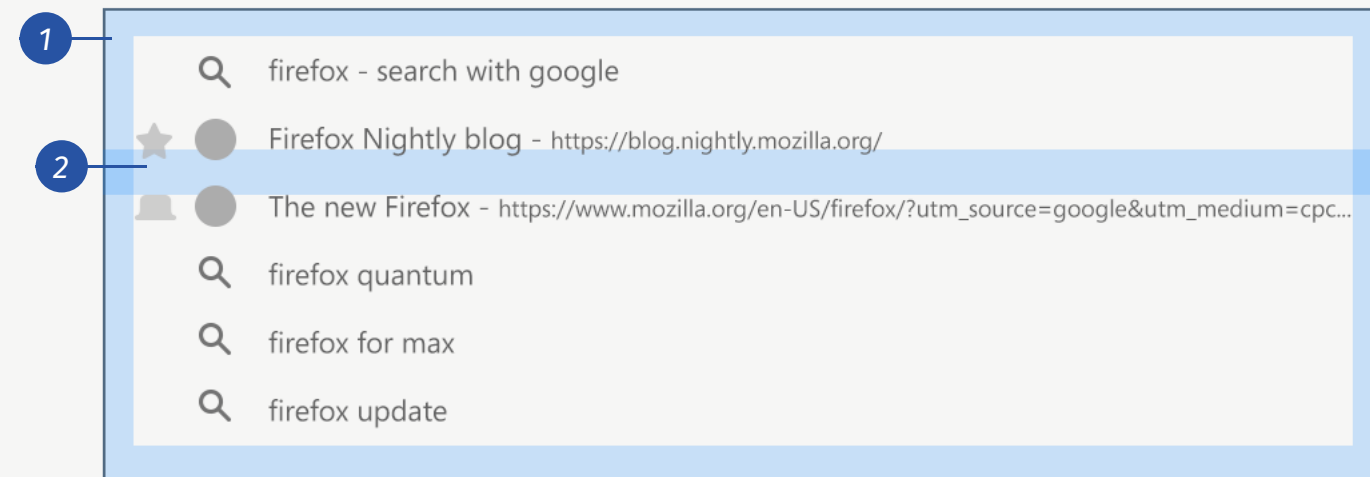 1
firefox - search with google
Firefox Nightly blog - https://blog.nightly.mozilla.org/
2
The new Firefox - https://www.mozilla.org/en-US/firefox/?utm_source=google&utm_medium=cpc...
firefox quantum
firefox for max
firefox update